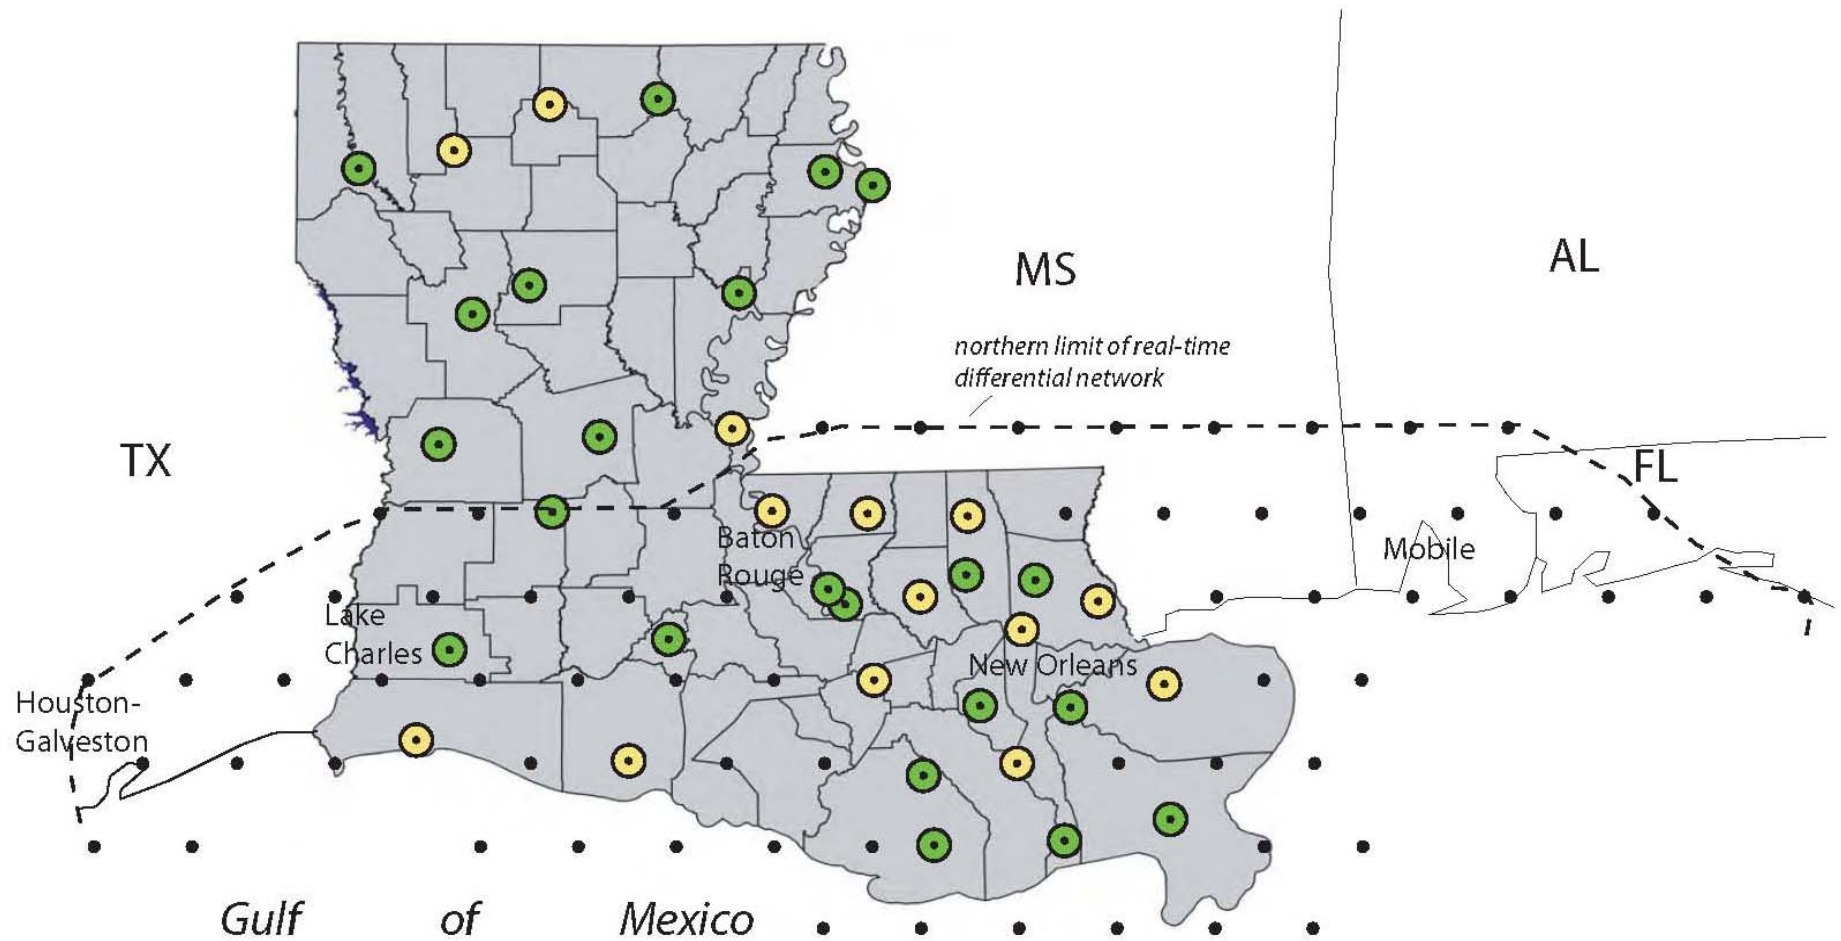 MS
AL
northern limit of real-time
differential network
TX
FL
Baton
Rouge
Mobile
Lake
Charles
New Orleans
Houston-
Galveston
Gulf of Mexico